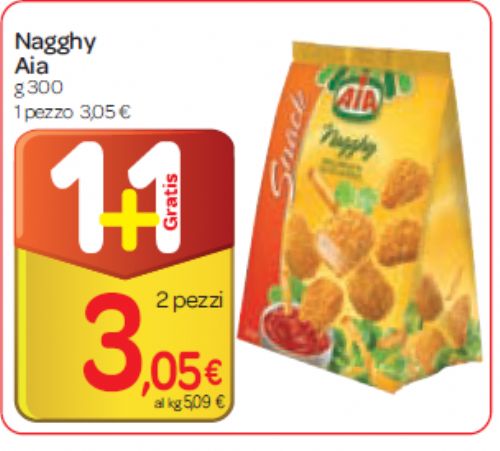 Nagghy
Aia
g 300
1 pezzo 3,05 €
1+1
Gratis
2 pezzi
3,05€
al kg 5,09 €
AIA
Nagghy
Snack